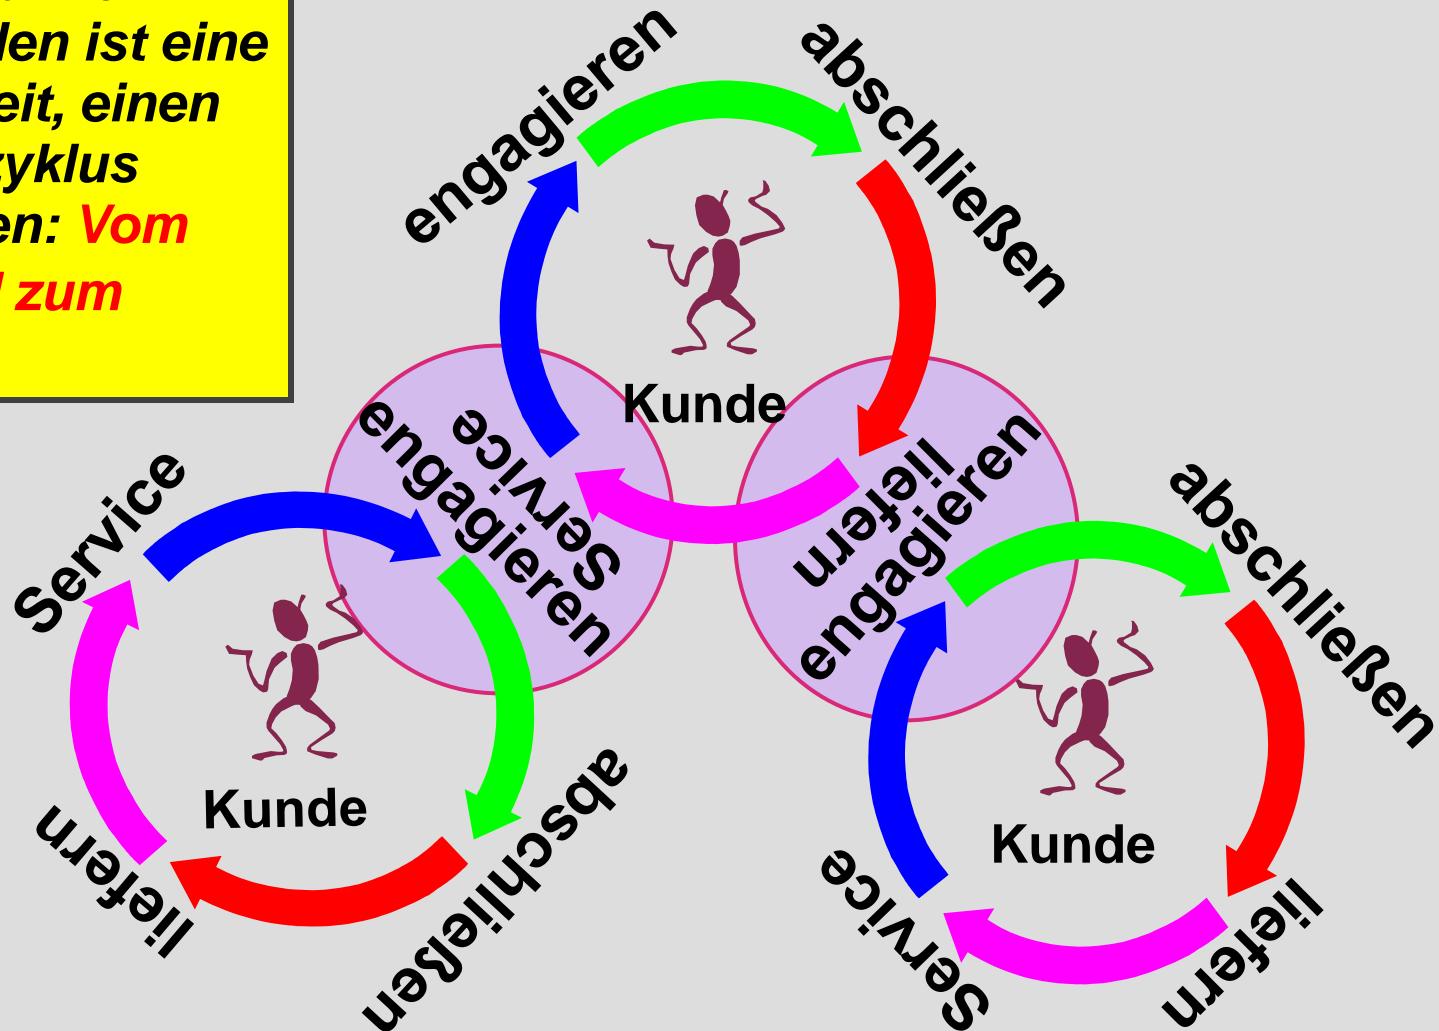 len ist eine
eit, einen
zyklus
en: Vom
zum
engagieren
abschließen
Kunde
Service
engagieren
liefern
engagieren
Service
abschließen
Kunde
liefern
abschließen
Kunde
Service
liefern